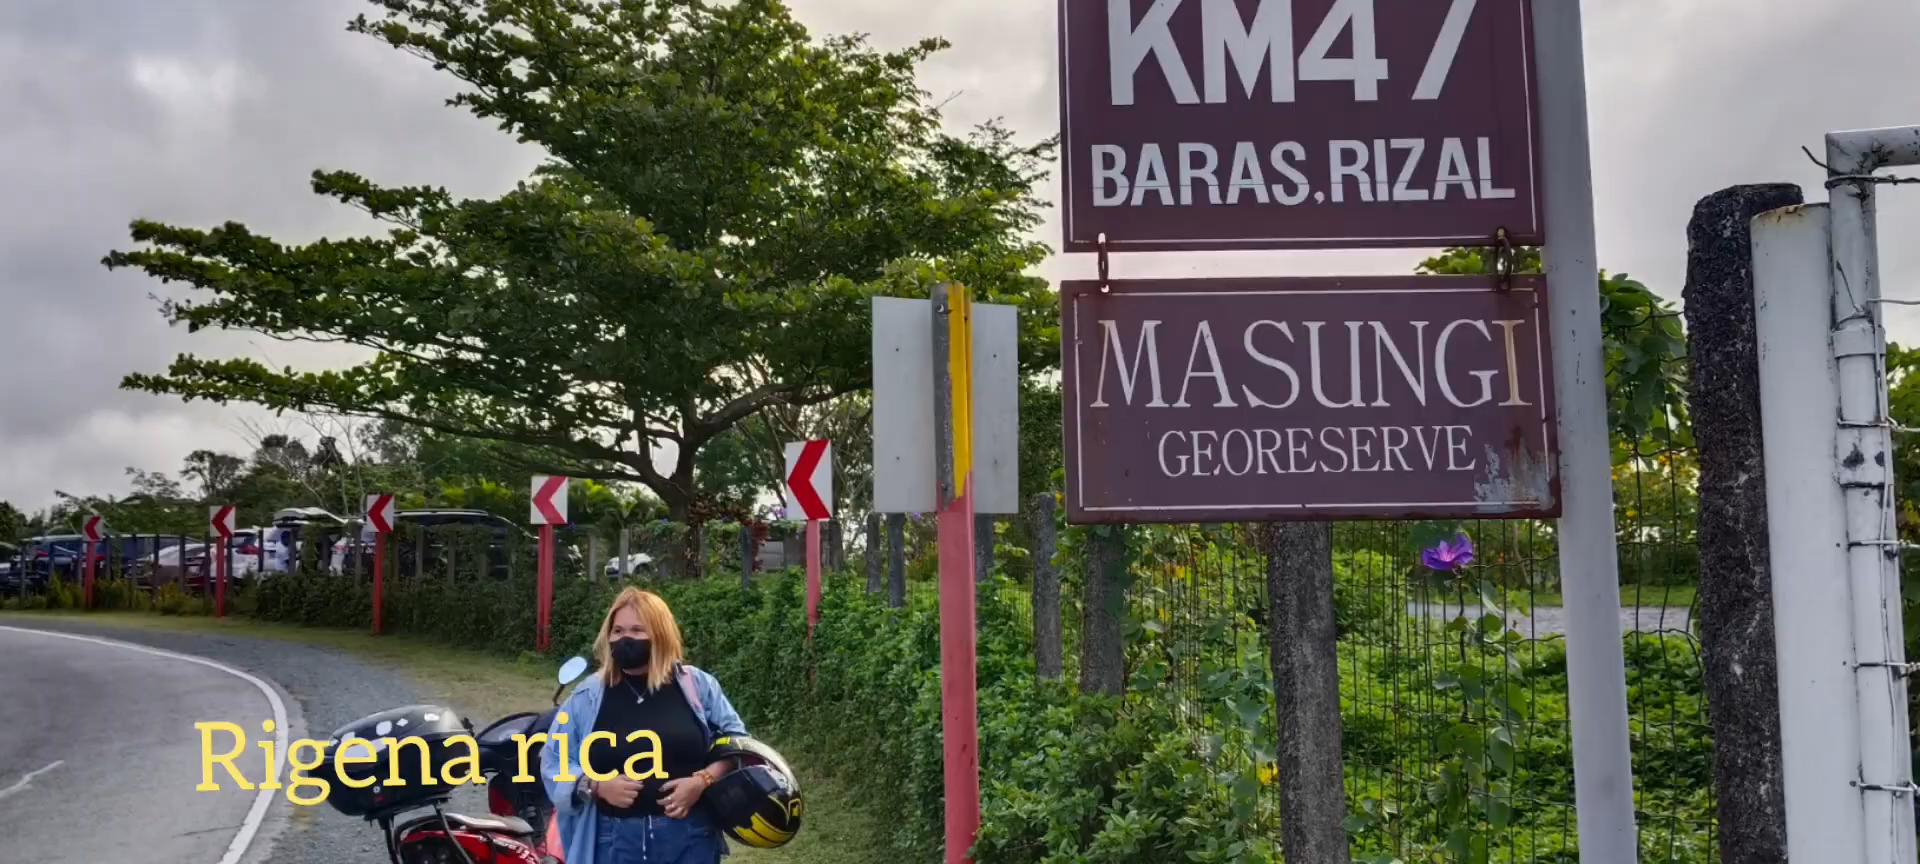 KM47
BARAS,RIZAL
MASUNGI
GEORESERVE
Rigena rica